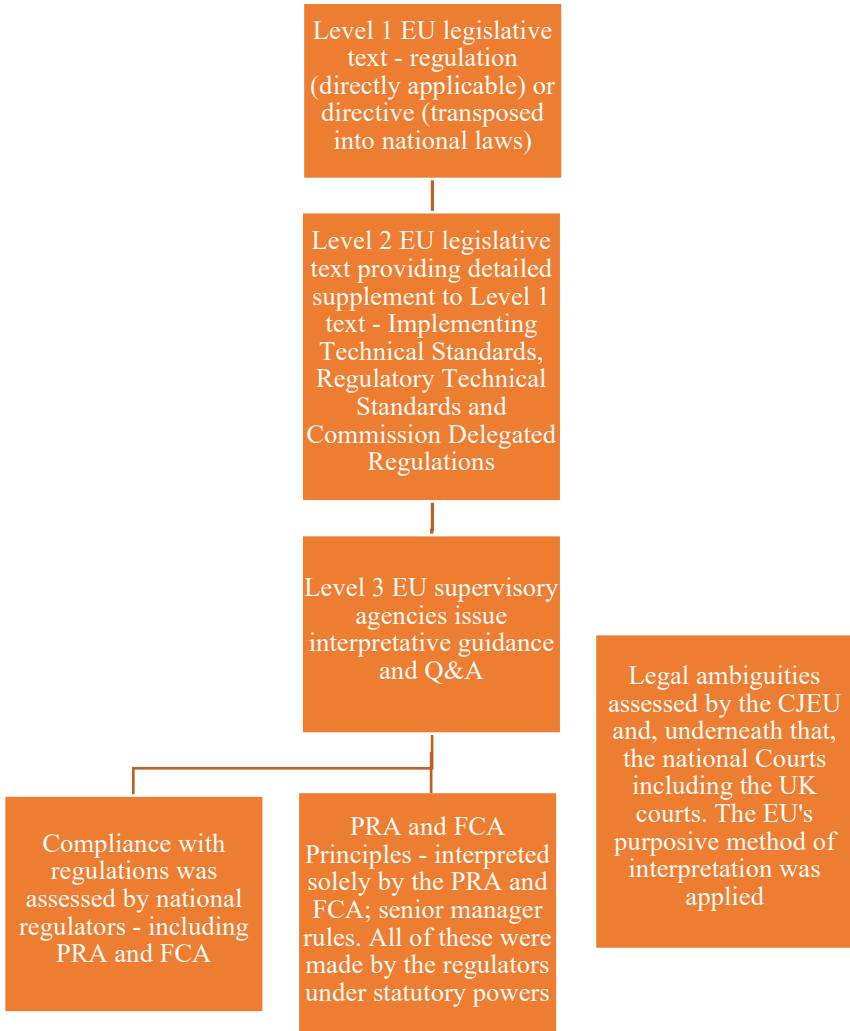 Level 1 EU legislative
text - regulation
(directly applicable) or
directive (transposed
into national laws)
Level 2 EU legislative
text providing detailed
supplement to Level 1
text - Implementing
Technical Standards,
Regulatory Technical
Standards and
Commission Delegated
Regulations
Level 3 EU supervisory
agencies issue
interpretative guidance
and Q&A
Legal ambiguities
assessed by the CJEU
and, underneath that,
the national Courts
including the UK
courts. The EU's
purposive method of
interpretation was
applied
Compliance with
regulations was
assessed by national
regulators - including
PRA and FCA
PRA and FCA
Principles - interpreted
solely by the PRA and
FCA; senior manager
rules. All of these were
made by the regulators
under statutory powers